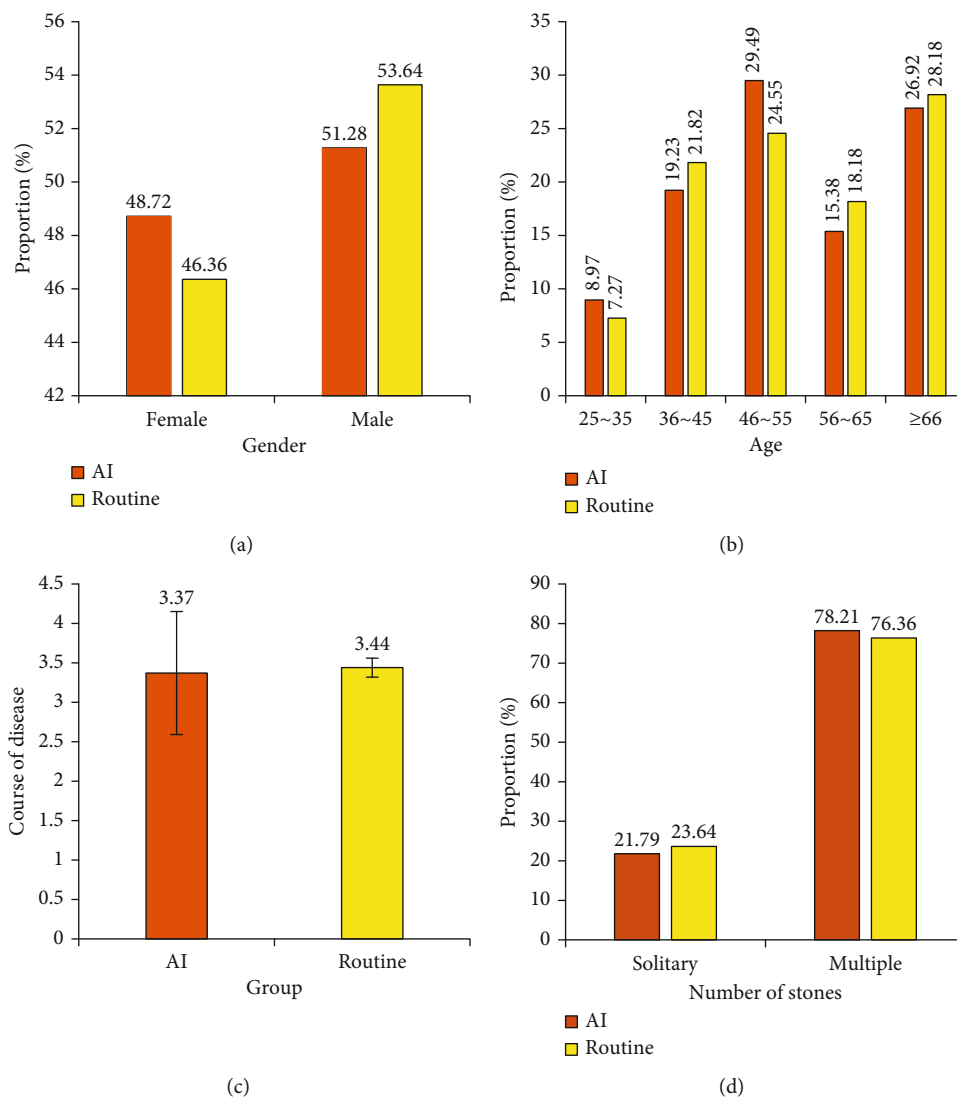 56
54
52
50
48
46
44
42
Proportion (%)
48.72
46.36
51.28
53.64
Female
Male
Gender
AI
Routine
(a)
35
30
25
20
15
10
5
0
Proportion (%)
8.97
7.27
19.23
21.82
29.49
24.55
15.38
18.18
26.92
28.18
25~35
36~45
46~55
56~65
≥66
Age
AI
Routine
(b)
4.5
4
3.5
3
2.5
2
1.5
1
0.5
0
Course of disease
3.37
3.44
AI
Routine
Group
(c)
90
80
70
60
50
40
30
20
10
0
Proportion (%)
21.79
23.64
78.21
76.36
Solitary
Multiple
Number of stones
AI
Routine
(d)